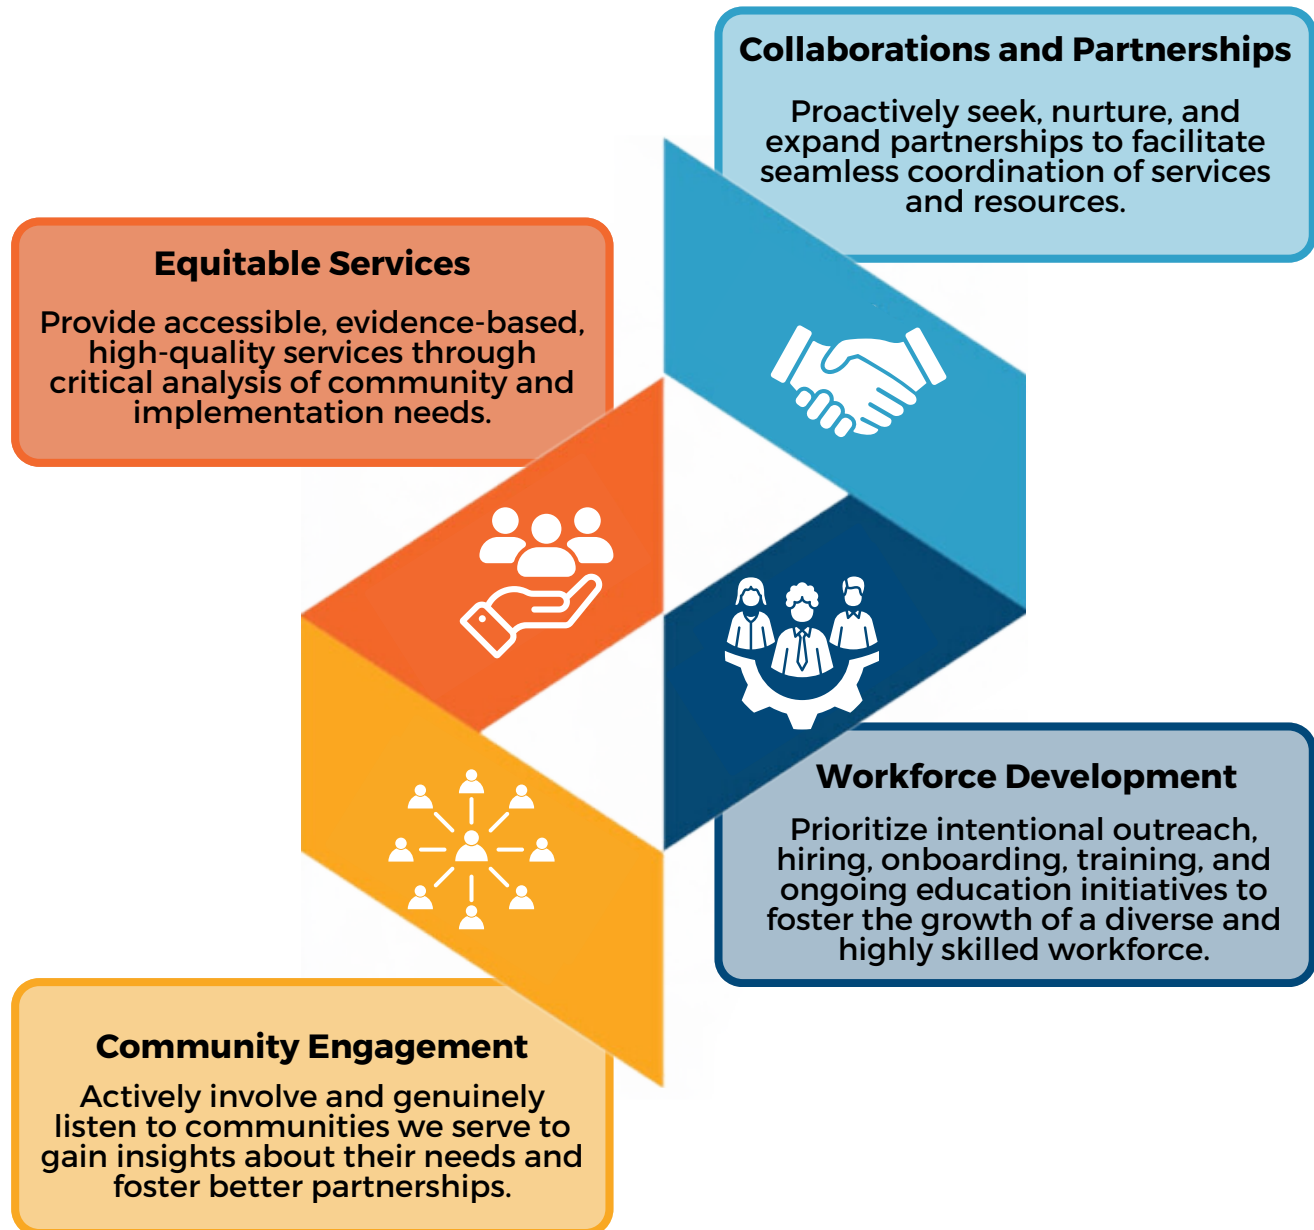 Collaborations and Partnerships
Proactively seek, nurture, and
expand partnerships to facilitate
seamless coordination of services
and resources.
Equitable Services
Provide accessible, evidence-based,
high-quality services through
critical analysis of community and
implementation needs.
Workforce Development
Prioritize intentional outreach,
hiring, onboarding, training, and
ongoing education initiatives to
foster the growth of a diverse and
highly skilled workforce.
Community Engagement
Actively involve and genuinely
listen to communities we serve to
gain insights about their needs and
foster better partnerships.